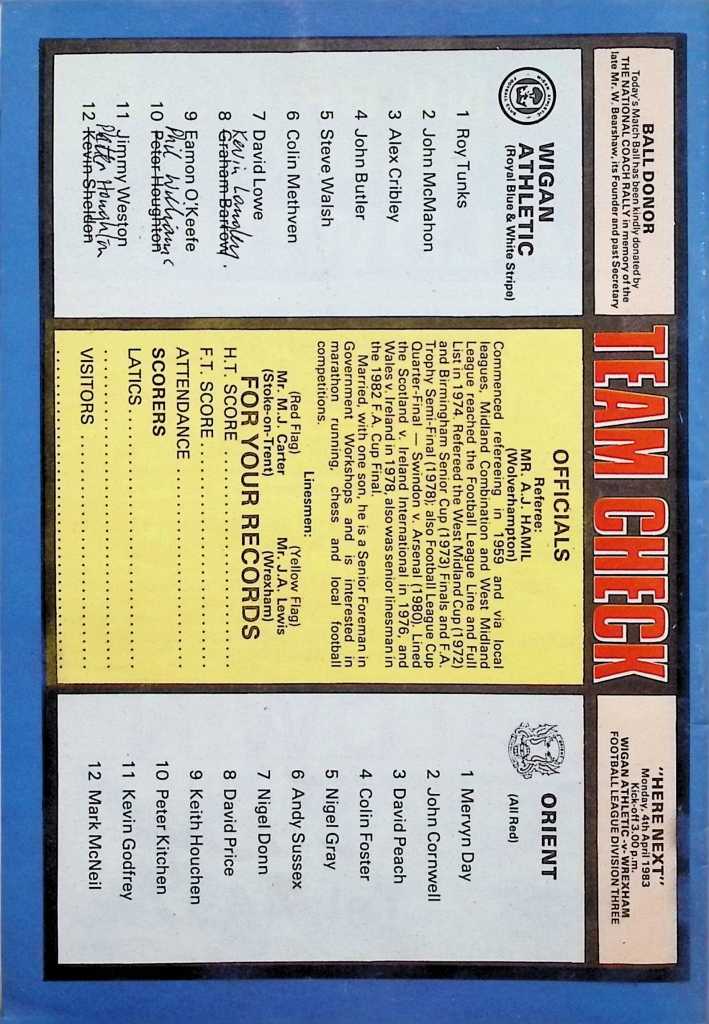 BALL DONOR
Today's Match Ball has been kindly donated by
THE NATIONAL COACH RALLY in memory of the
late Mr. W. Bearshaw, its Founder and past Secretary
TEAM CHECK
"HERE NEXT"
Monday, 4th April 1983
Kick-off 3.00 p.m.
WIGAN ATHLETIC -v- WREXHAM
FOOTBALL LEAGUE DIVISION THREE
WIGAN
ATHLETIC
(Royal Blue & White Stripe)
1 Roy Tunks
2 John McMahon
3 Alex Cribley
4 John Butler
5 Steve Walsh
6 Colin Methven
7 David Lowe
Kevin Langley.
8 Graham Barrow
9 Eamon O'Keefe
Phil Williams
10 Peter Houghton
11 Jimmy Weston
Peter Houghton
12 Kevin Sheldon
OFFICIALS
Referee:
MR. A.J. HAMIL
(Wolverhampton)
Commenced refereeing in 1959 and via local
leagues, Midland Combination and West Midland
League reached the Football League Line and Full
List in 1974. Refereed the West Midland Cup (1972)
and Birmingham Senior Cup (1973) Finals and F.A.
Trophy Semi-Final (1978); also Football League Cup
Quarter-Final — Swindon v. Arsenal (1980). Lined
the Scotland v. Ireland International in 1976, and
Wales v. Ireland in 1978, also was senior linesman in
the 1982 F.A. Cup Final.
Married, with one son, he is a Senior Foreman in
Government Workshops and is interested in
marathon running, chess and local football
competitions.
Linesmen:
(Red Flag) (Yellow Flag)
Mr. M.J. Carter Mr. J.A. Lewis
(Stoke-on-Trent) (Wrexham)
FOR YOUR RECORDS
H.T. SCORE
F.T. SCORE
ATTENDANCE
SCORERS
LATICS
VISITORS
ORIENT
(All Red)
1 Mervyn Day
2 John Cornwell
3 David Peach
4 Colin Foster
5 Nigel Gray
6 Andy Sussex
7 Nigel Donn
8 David Price
9 Keith Houchen
10 Peter Kitchen
11 Kevin Godfrey
12 Mark McNeil